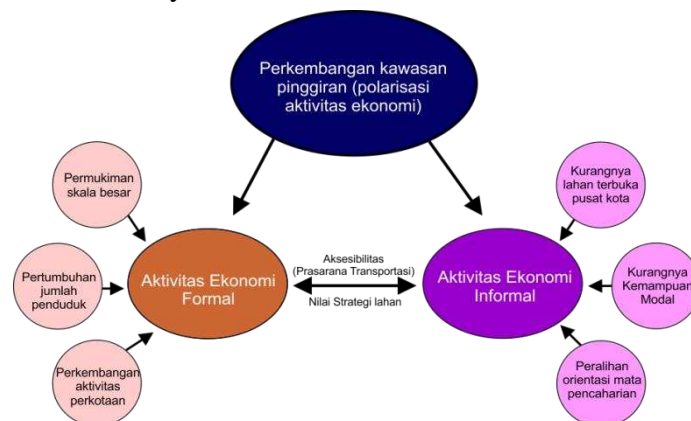 Perkembangan kawasan
pinggiran (polarisasi
aktivitas ekonomi)
Permukiman
skala besar
Kurangnya
lahan terbuka
pusat kota
Pertumbuhan
jumlah
penduduk
Aktivitas Ekonomi
Formal
Aksesibilitas
(Prasarana Transportasi)
Nilai Strategi lahan
Aktivitas Ekonomi
Informal
Kurangnya
Kemampuan
Modal
Perkembangan
aktivitas
perkotaan
Peralihan
orientasi mata
pencaharian